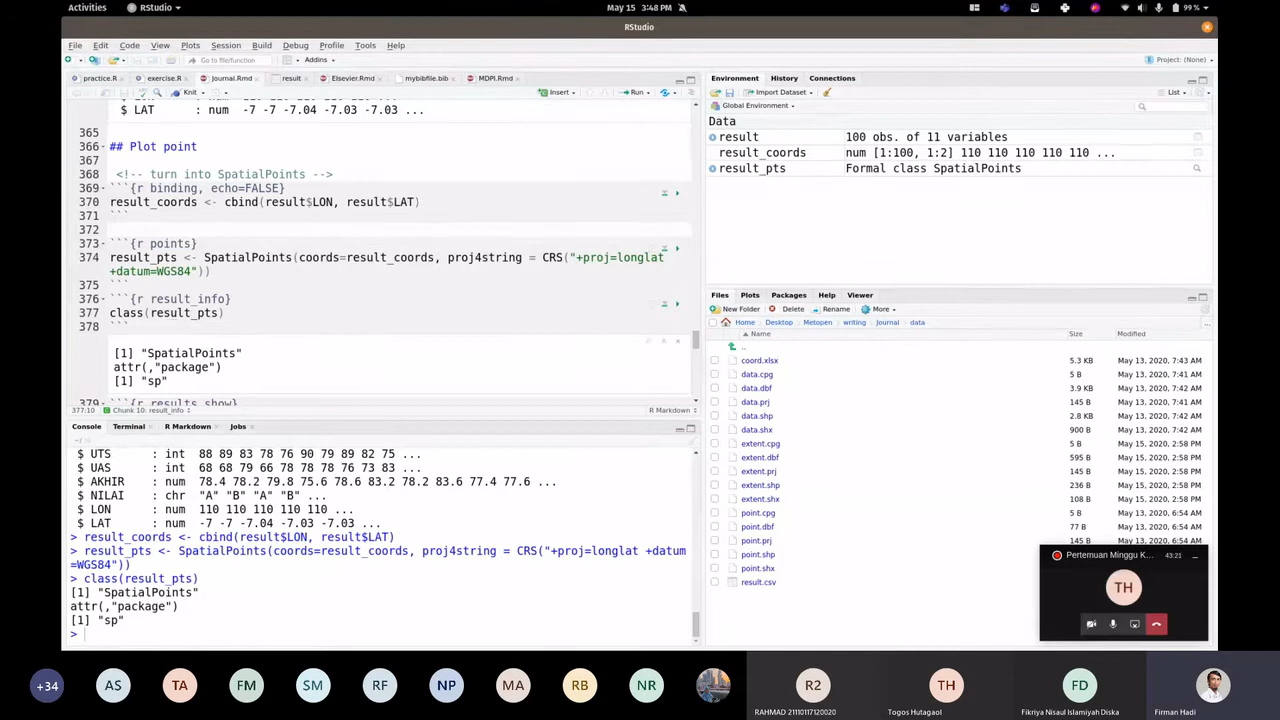 Activities
RStudio
May 15 3:48 PM
99 %
RStudio
File Edit Code View Plots Session Build Debug Profile Tools Help
Go to file/function
Addins
Project: (None)
practice.R
exercise.R
Journal.Rmd
result
Elsevier.Rmd
mybibfile.bib
MDPI.Rmd
Knit
Insert
Run
$ LAT : num -7 -7 -7.04 -7.03 -7.03 ...
365
366 ## Plot point
367
368 <!-- turn into SpatialPoints -->
369 ```{r binding, echo=FALSE}
370 result_coords <- cbind(result$LON, result$LAT)
371 ```
372
373 ```{r points}
374 result_pts <- SpatialPoints(coords=result_coords, proj4string = CRS("+proj=longlat
+datum=WGS84"))
375 ```
376 ```{r result_info}
377 class(result_pts)
378 ```
[1] "SpatialPoints"
attr(,"package")
[1] "sp"
379 ```{r results show}
377:10
Chunk 10: result_info
R Markdown
Console
Terminal
R Markdown
Jobs
~/
$ UTS : int 88 89 83 78 76 90 79 89 82 75 ...
$ UAS : int 68 68 79 66 78 78 78 76 73 83 ...
$ AKHIR : num 78.4 78.2 79.8 75.6 78.6 83.2 78.2 83.6 77.4 77.6 ...
$ NILAI : chr "A" "B" "A" "B" ...
$ LON : num 110 110 110 110 110 ...
$ LAT : num -7 -7 -7.04 -7.03 -7.03 ...
> result_coords <- cbind(result$LON, result$LAT)
> result_pts <- SpatialPoints(coords=result_coords, proj4string = CRS("+proj=longlat +datum
=WGS84"))
> class(result_pts)
[1] "SpatialPoints"
attr(,"package")
[1] "sp"
>
Environment History Connections
Import Dataset
List
Global Environment
Data
result 100 obs. of 11 variables
result_coords num [1:100, 1:2] 110 110 110 110 110 ...
result_pts Formal class SpatialPoints
Files Plots Packages Help Viewer
New Folder Delete Rename More
Home Desktop Metopen writing Journal data
Name Size Modified
..
coord.xlsx 5.3 KB May 13, 2020, 7:43 AM
data.cpg 5 B May 13, 2020, 7:41 AM
data.dbf 3.9 KB May 13, 2020, 7:42 AM
data.prj 145 B May 13, 2020, 7:41 AM
data.shp 2.8 KB May 13, 2020, 7:42 AM
data.shx 900 B May 13, 2020, 7:42 AM
extent.cpg 5 B May 15, 2020, 2:58 PM
extent.dbf 595 B May 15, 2020, 2:58 PM
extent.prj 145 B May 15, 2020, 2:58 PM
extent.shp 236 B May 15, 2020, 2:58 PM
extent.shx 108 B May 15, 2020, 2:58 PM
point.cpg 5 B May 13, 2020, 6:54 AM
point.dbf 77 B May 13, 2020, 6:54 AM
point.prj 145 B May 13, 2020, 6:54 AM
point.shp
point.shx
result.csv
Pertemuan Minggu K... 43:21
TH
+34
AS
TA
FM
SM
RF
NP
MA
RB
NR
R2
RAHMAD 21110117120020
TH
Togos Hutagaol
FD
Fikriya Nisaul Islamiyah Diska
Firman Hadi